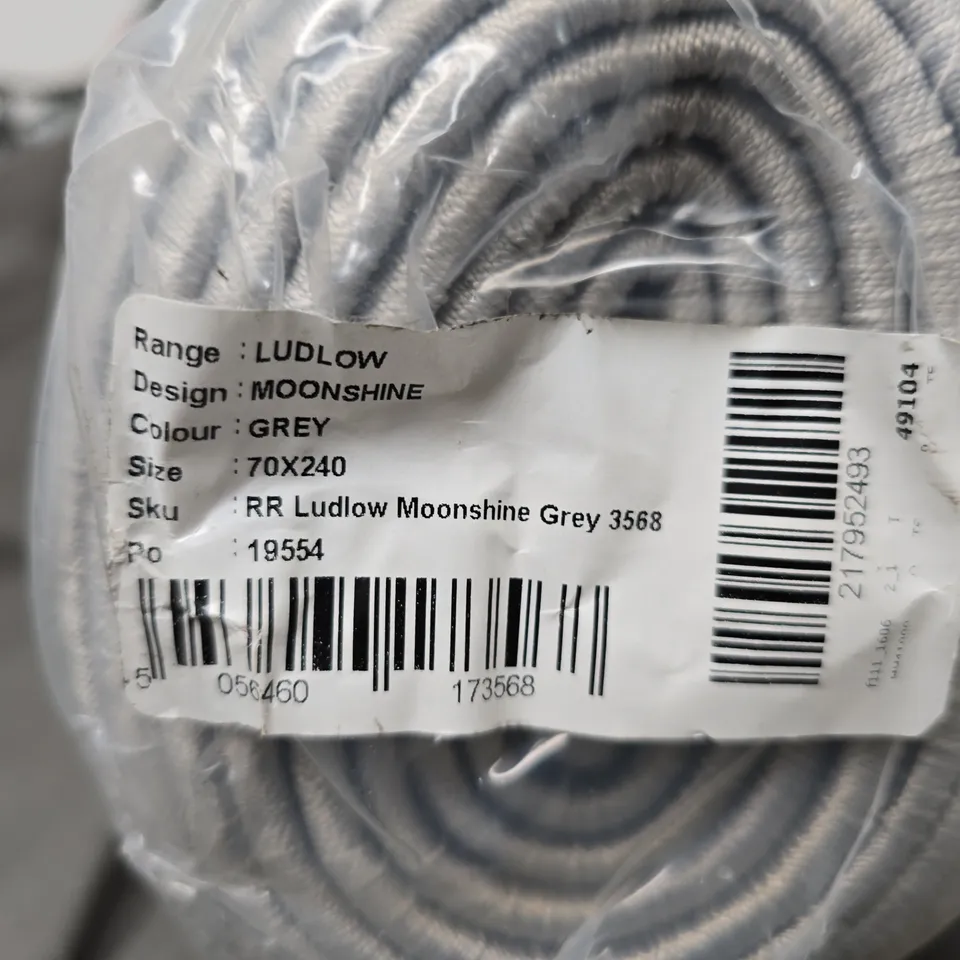 Range : LUDLOW
Design : MOONSHINE
Colour : GREY
Size : 70X240
Sku : RR Ludlow Moonshine Grey 3568
Po : 19554
5 056460 173568
217952493
49104